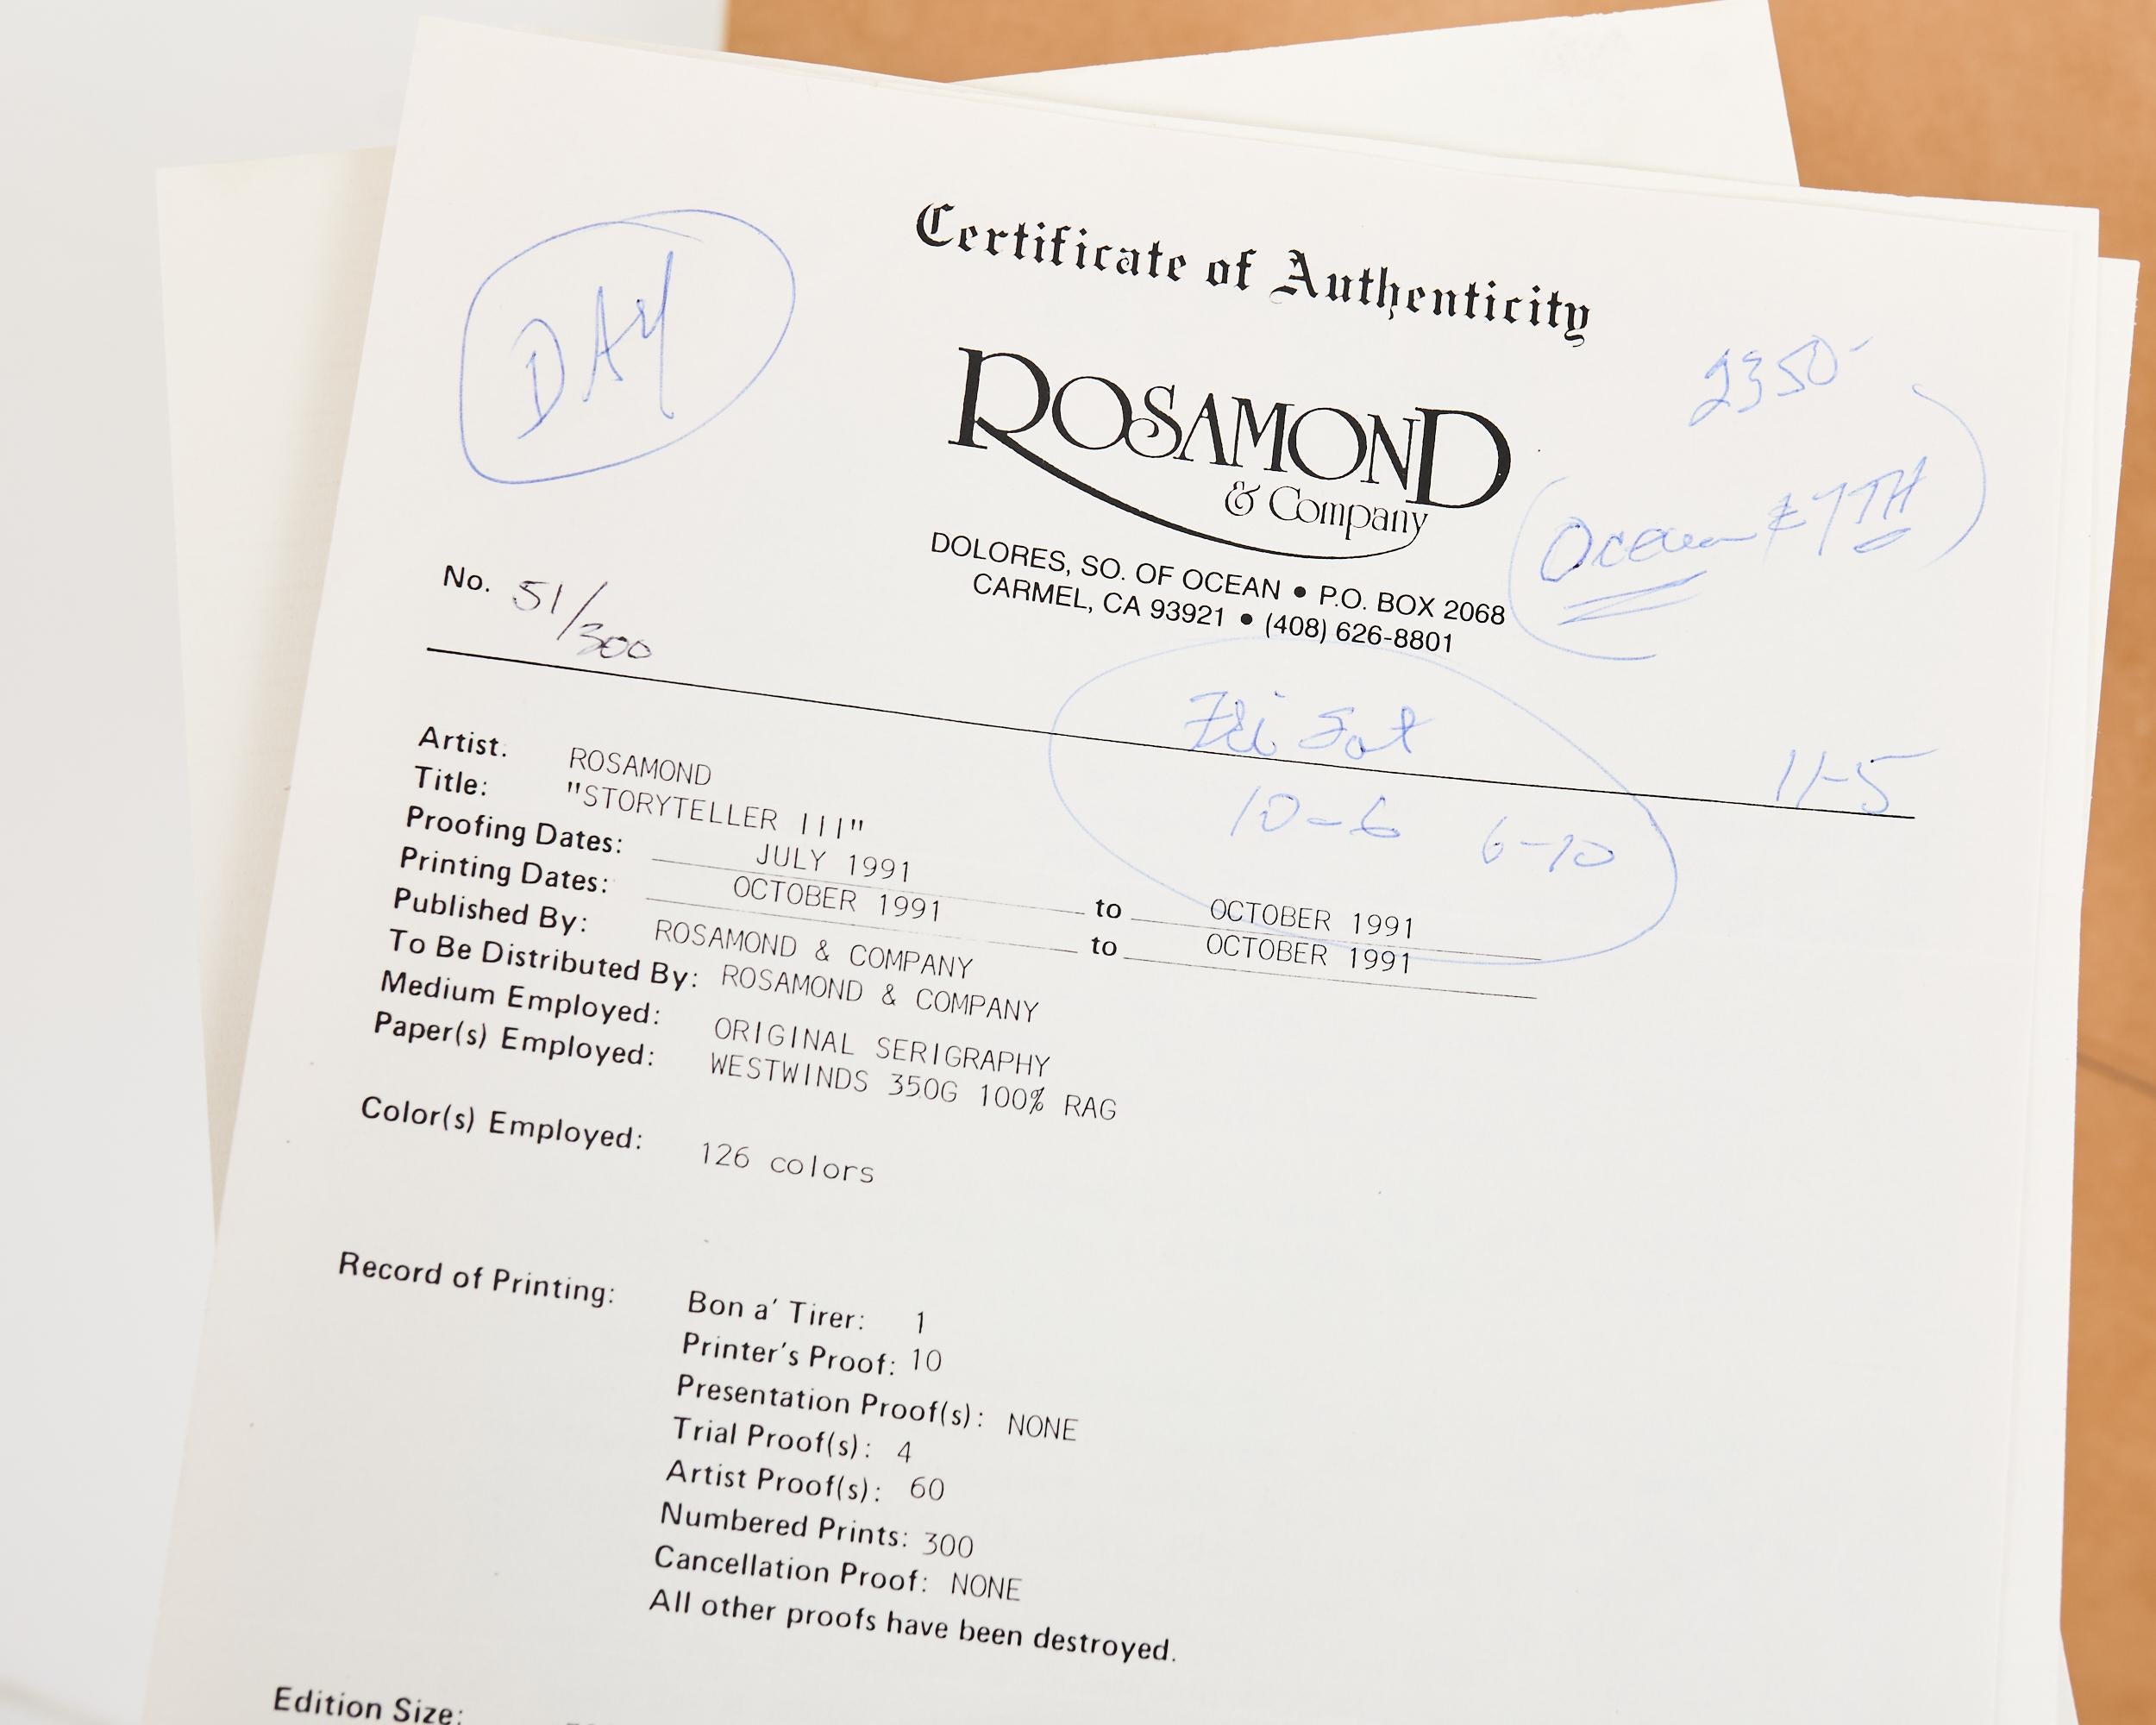 Certificate of Authenticity
DAY
2350-
ROSAMOND
& Company
Ocean & 7TH
DOLORES, SO. OF OCEAN • P.O. BOX 2068
CARMEL, CA 93921 • (408) 626-8801
No. 51/300
Fri Sat
11-5
10-6 6-10
Artist: ROSAMOND
Title: "STORYTELLER III"
Proofing Dates: JULY 1991 to OCTOBER 1991
Printing Dates: OCTOBER 1991 to OCTOBER 1991
Published By: ROSAMOND & COMPANY
To Be Distributed By: ROSAMOND & COMPANY
Medium Employed: ORIGINAL SERIGRAPHY
Paper(s) Employed: WESTWINDS 350G 100% RAG
Color(s) Employed: 126 colors
Record of Printing: Bon a' Tirer: 1
Printer's Proof: 10
Presentation Proof(s): NONE
Trial Proof(s): 4
Artist Proof(s): 60
Numbered Prints: 300
Cancellation Proof: NONE
All other proofs have been destroyed.
Edition Size: